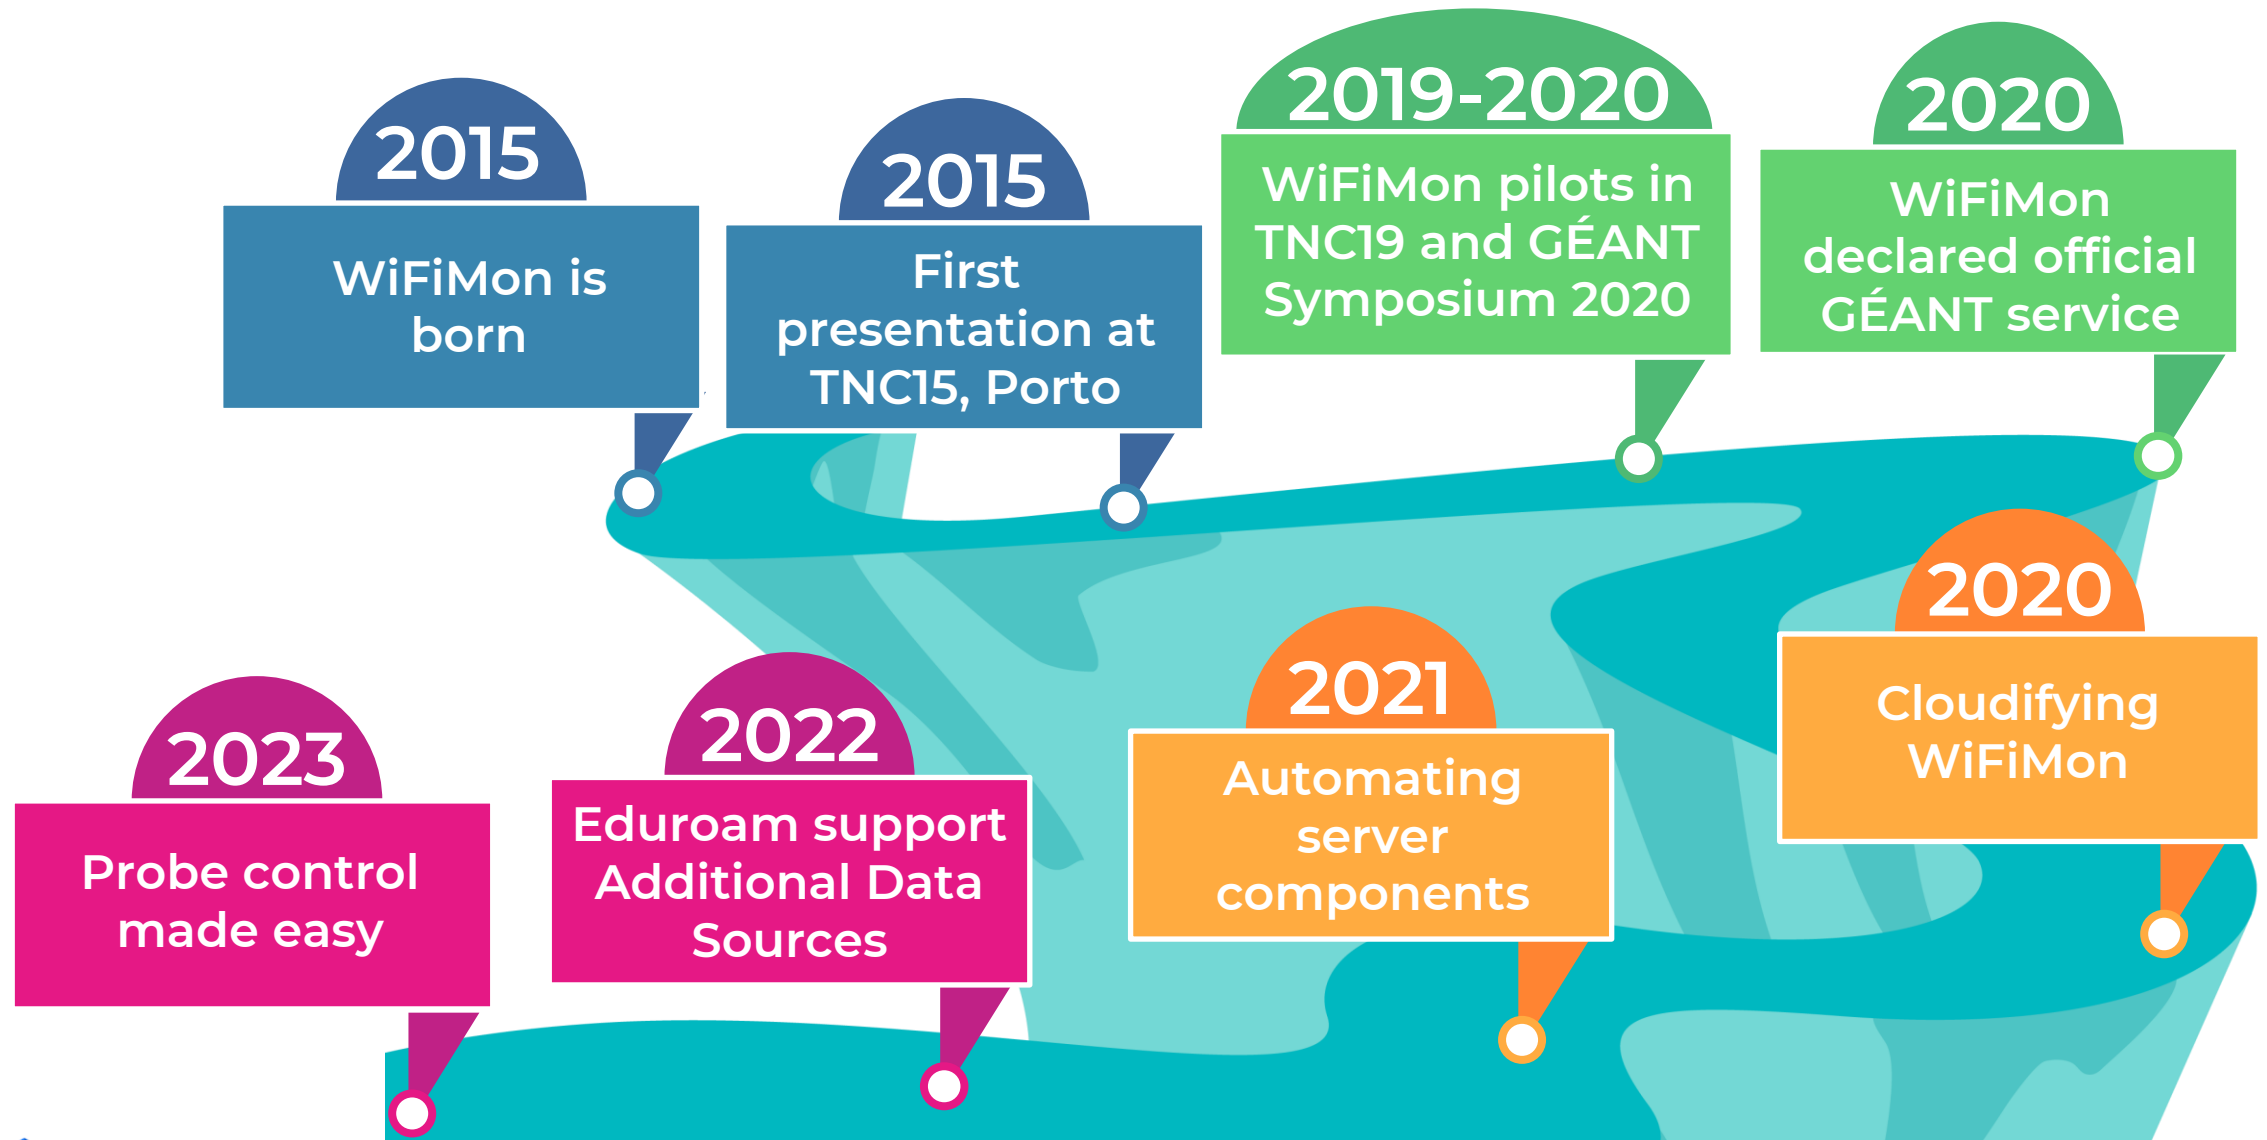 2015
WiFiMon is
born
2015
First
presentation at
TNC15, Porto
2019-2020
WiFiMon pilots in
TNC19 and GÉANT
Symposium 2020
2020
WiFiMon
declared official
GÉANT service
2020
Cloudifying
WiFiMon
2021
Automating
server
components
2022
Eduroam support
Additional Data
Sources
2023
Probe control
made easy